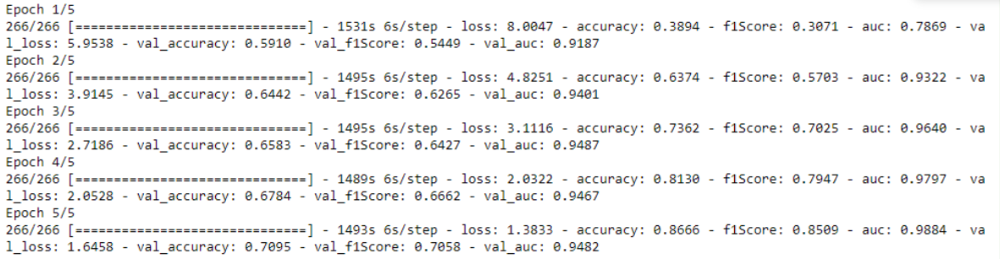 Epoch 1/5
266/266 [==============================] - 1531s 6s/step - loss: 8.0047 - accuracy: 0.3894 - f1Score: 0.3071 - auc: 0.7869 - va
l_loss: 5.9538 - val_accuracy: 0.5910 - val_f1Score: 0.5449 - val_auc: 0.9187
Epoch 2/5
266/266 [==============================] - 1495s 6s/step - loss: 4.8251 - accuracy: 0.6374 - f1Score: 0.5703 - auc: 0.9322 - va
l_loss: 3.9145 - val_accuracy: 0.6442 - val_f1Score: 0.6265 - val_auc: 0.9401
Epoch 3/5
266/266 [==============================] - 1495s 6s/step - loss: 3.1116 - accuracy: 0.7362 - f1Score: 0.7025 - auc: 0.9640 - va
l_loss: 2.7186 - val_accuracy: 0.6583 - val_f1Score: 0.6427 - val_auc: 0.9487
Epoch 4/5
266/266 [==============================] - 1489s 6s/step - loss: 2.0322 - accuracy: 0.8130 - f1Score: 0.7947 - auc: 0.9797 - va
l_loss: 2.0528 - val_accuracy: 0.6784 - val_f1Score: 0.6662 - val_auc: 0.9467
Epoch 5/5
266/266 [==============================] - 1493s 6s/step - loss: 1.3833 - accuracy: 0.8666 - f1Score: 0.8509 - auc: 0.9884 - va
l_loss: 1.6458 - val_accuracy: 0.7095 - val_f1Score: 0.7058 - val_auc: 0.9482